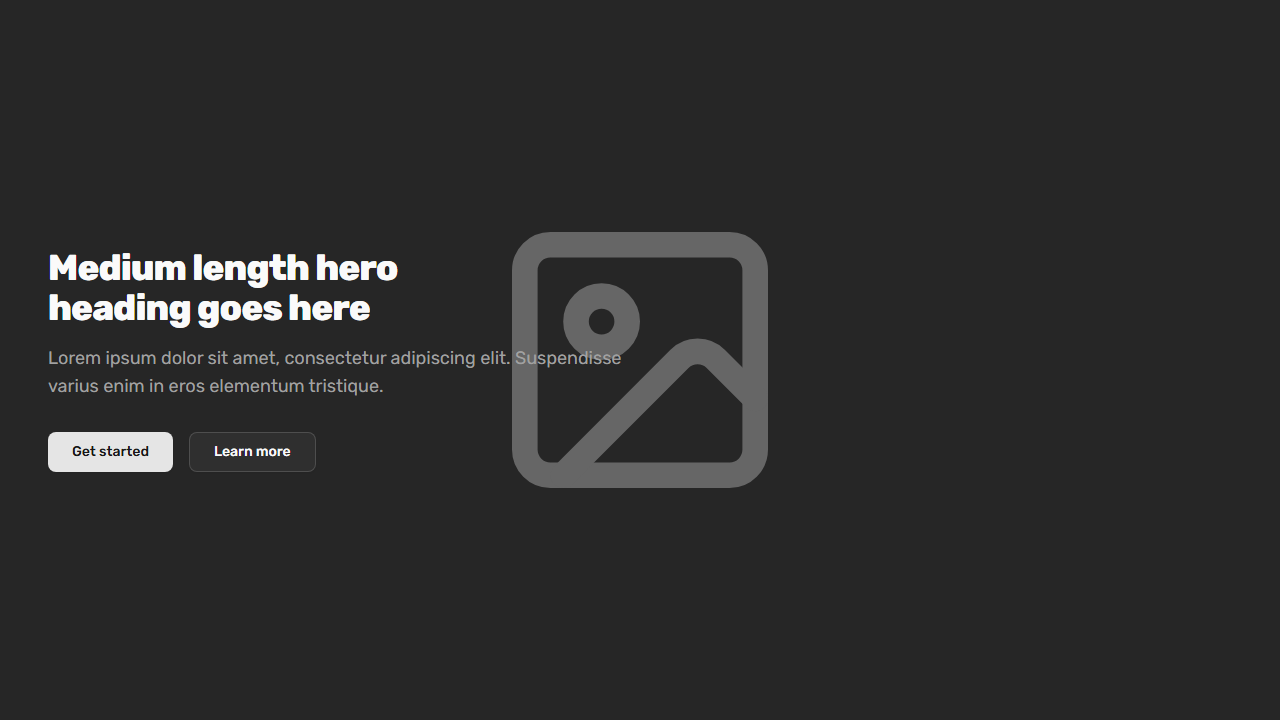 Medium length hero
heading goes here
Lorem ipsum dolor sit amet, consectetur adipiscing elit. Suspendisse
varius enim in eros elementum tristique.
Get started
Learn more